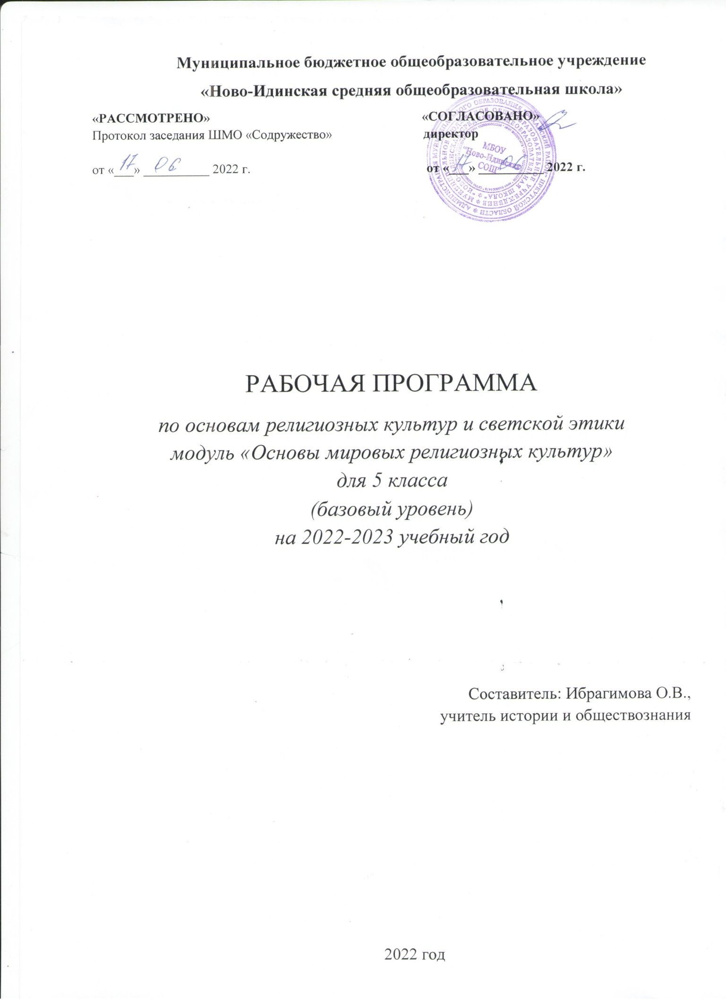 Муниципальное бюджетное общеобразовательное учреждение
«Ново-Идинская средняя общеобразовательная школа»
«РАССМОТРЕНО» «СОГЛАСОВАНО»
Протокол заседания ШМО «Содружество» директор
от «17» 06 2022 г. от «17» 06 2022 г.
МБОУ
"Ново-Идинская
СОШ"
РАБОЧАЯ ПРОГРАММА
по основам религиозных культур и светской этики
модуль «Основы мировых религиозных культур»
для 5 класса
(базовый уровень)
на 2022-2023 учебный год
Составитель: Ибрагимова О.В.,
учитель истории и обществознания
2022 год